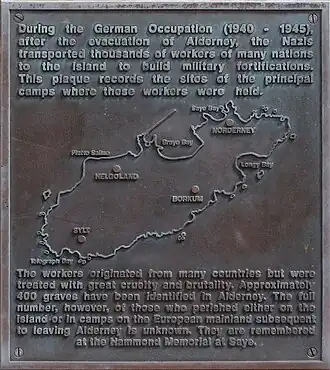 During the German Occupation (1940 - 1945),
after the evacuation of Alderney, the Nazis
transported thousands of workers of many nations
to the island to build military fortifications.
This plaque records the sites of the principal
camps where these workers were held.
Saye Bay
NORDERNEY
Braye Bay
Platte Saline
Longy Bay
HELGOLAND
BORKUM
SYLT
Telegraph Bay
The workers originated from many countries but were
treated with great cruelty and brutality. Approximately
400 graves have been identified in Alderney. The full
number, however, of those who perished either on the
island or in camps on the European mainland subsequent
to leaving Alderney is unknown. They are remembered
at the Hammond Memorial at Saye.